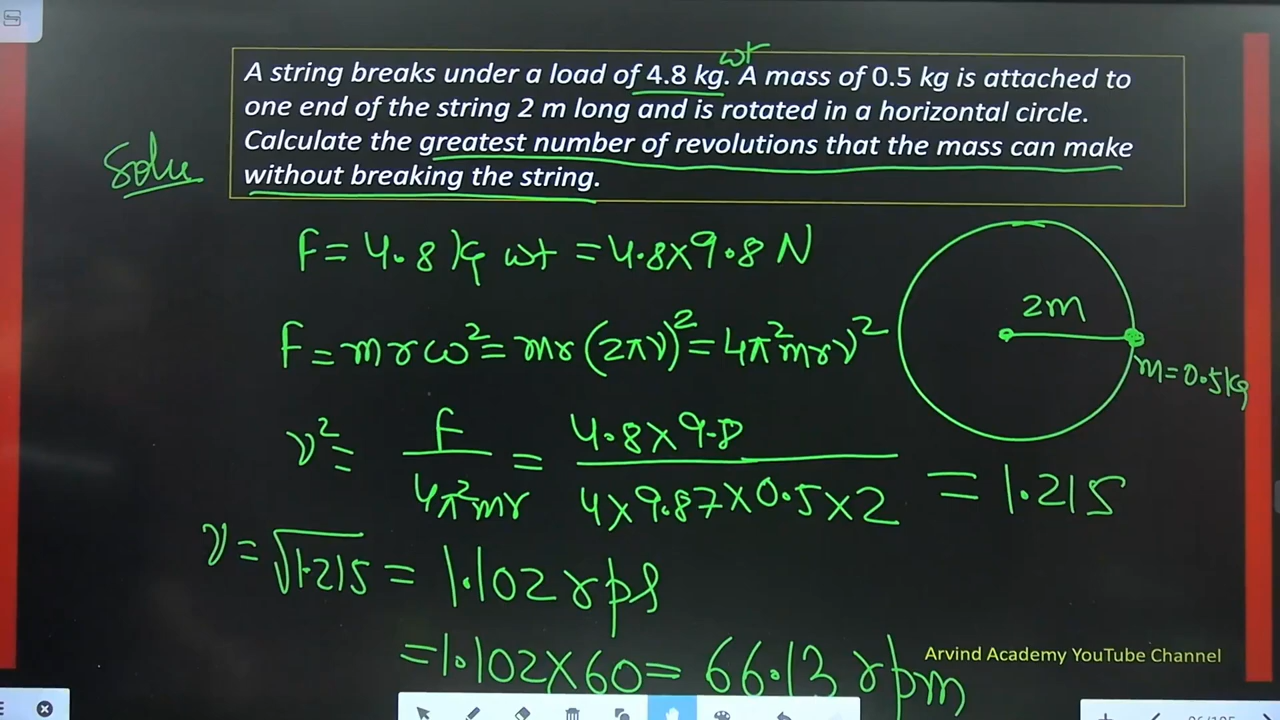 wt
A string breaks under a load of 4.8 kg. A mass of 0.5 kg is attached to
one end of the string 2 m long and is rotated in a horizontal circle.
Calculate the greatest number of revolutions that the mass can make
without breaking the string.
Solu
F = 4.8 kg wt = 4.8×9.8 N
F = mrω² = mr(2πν)² = 4π²mrν²
2m
m=0.5kg
ν² = F/4π²mr = 4.8×9.8/4×9.87×0.5×2 = 1.215
ν = √1.215 = 1.102 rps
=1.102×60= 66.13 rpm
Arvind Academy YouTube Channel